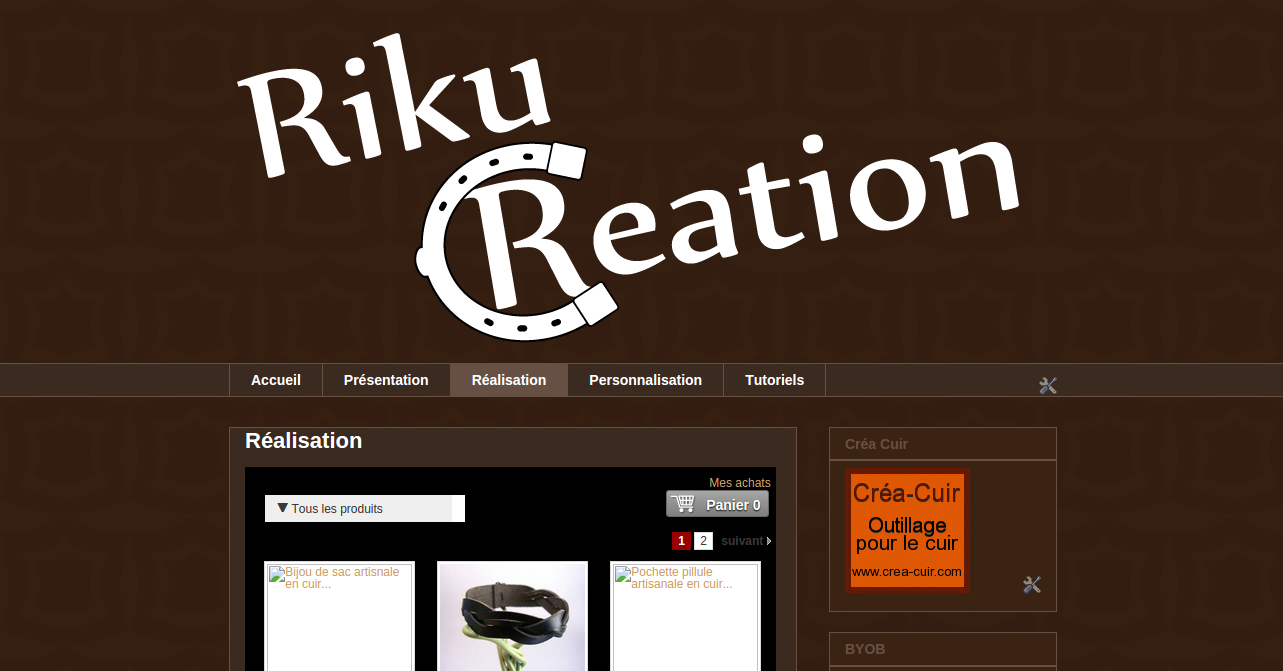 Riku
Creation
Accueil
Présentation
Réalisation
Personnalisation
Tutoriels
Réalisation
Mes achats
Tous les produits
Panier 0
1 2 suivant
Bijou de sac artisnale
en cuir...
Pochette pillule
artisanale en cuir...
Créa Cuir
Créa-Cuir
Outillage
pour le cuir
www.crea-cuir.com
BYOB